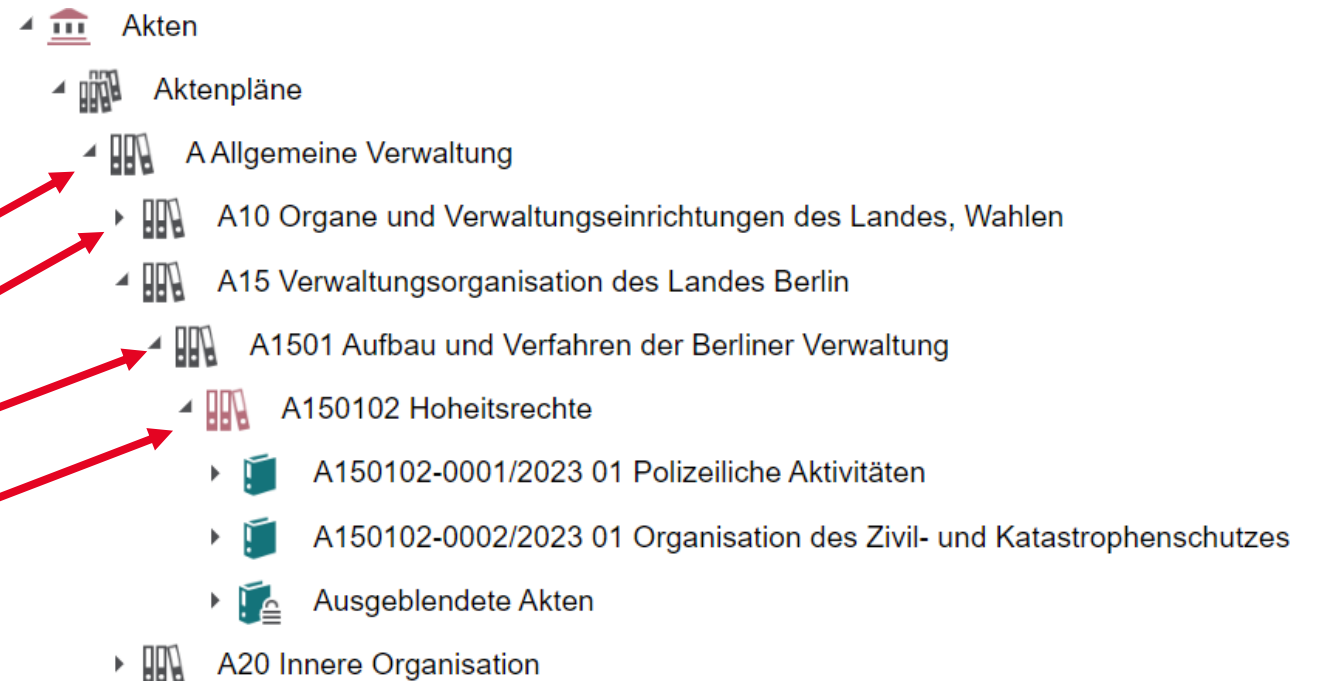 Akten
Aktenpläne
A Allgemeine Verwaltung
A10 Organe und Verwaltungseinrichtungen des Landes, Wahlen
A15 Verwaltungsorganisation des Landes Berlin
A1501 Aufbau und Verfahren der Berliner Verwaltung
A150102 Hoheitsrechte
A150102-0001/2023 01 Polizeiliche Aktivitäten
A150102-0002/2023 01 Organisation des Zivil- und Katastrophenschutzes
Ausgeblendete Akten
A20 Innere Organisation